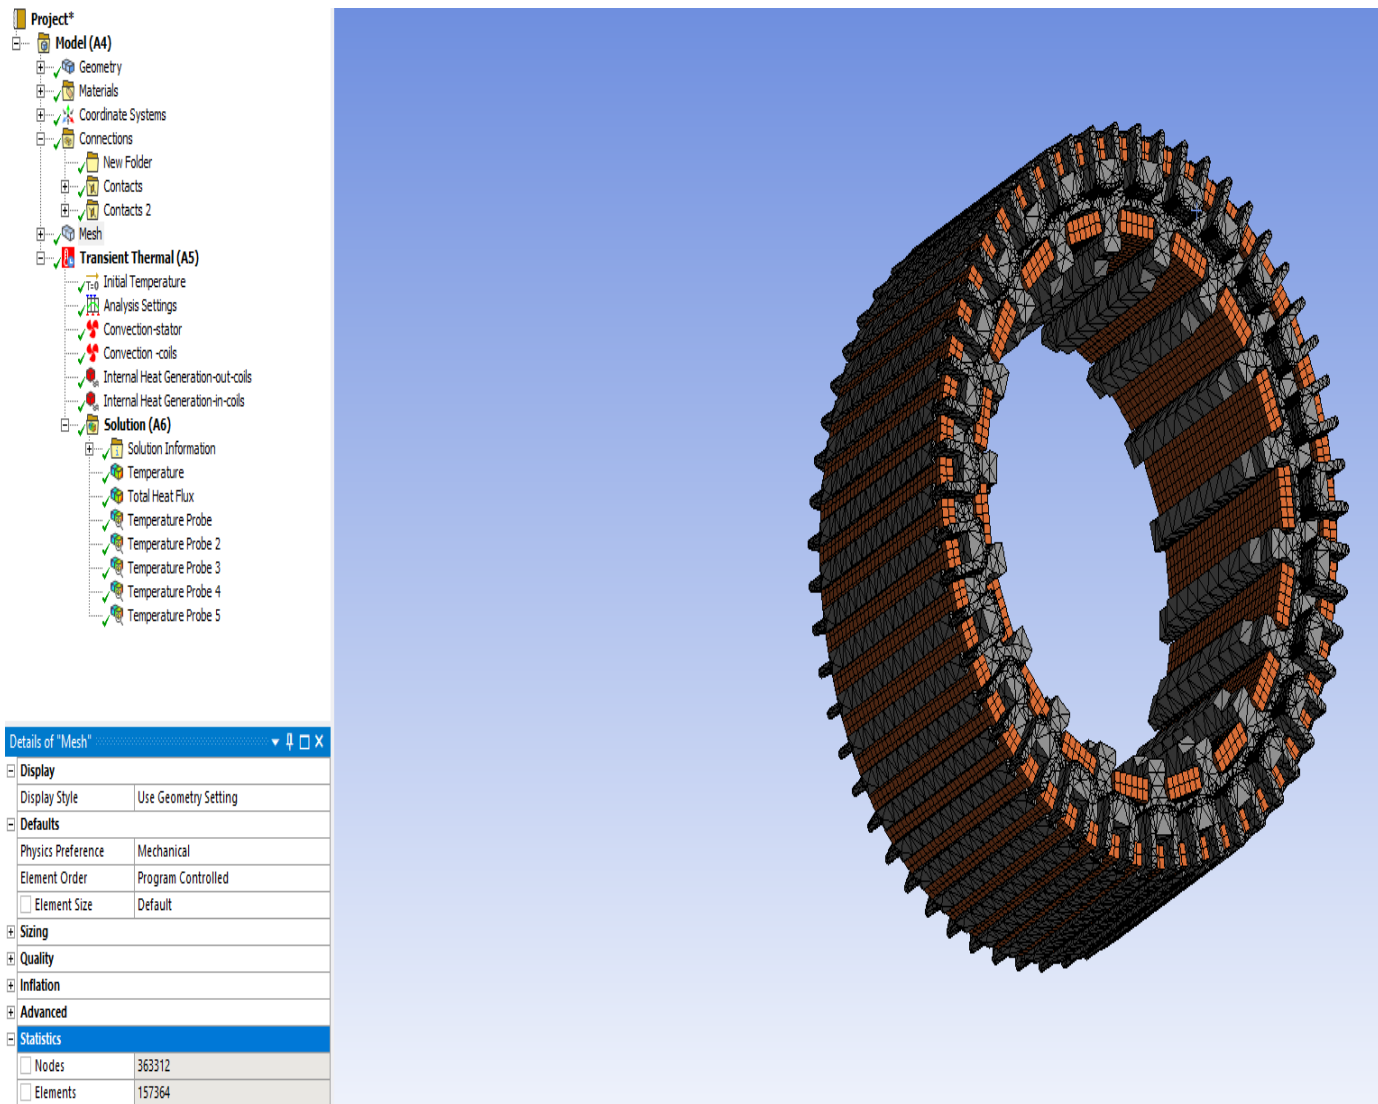 Project*
Model (A4)
Geometry
Materials
Coordinate Systems
Connections
New Folder
Contacts
Contacts 2
Mesh
Transient Thermal (A5)
T=0 Initial Temperature
Analysis Settings
Convection-stator
Convection -coils
Internal Heat Generation-out-coils
Internal Heat Generation-in-coils
Solution (A6)
Solution Information
Temperature
Total Heat Flux
Temperature Probe
Temperature Probe 2
Temperature Probe 3
Temperature Probe 4
Temperature Probe 5
Details of "Mesh"
Display
Display Style Use Geometry Setting
Defaults
Physics Preference Mechanical
Element Order Program Controlled
Element Size Default
Sizing
Quality
Inflation
Advanced
Statistics
Nodes 363312
Elements 157364